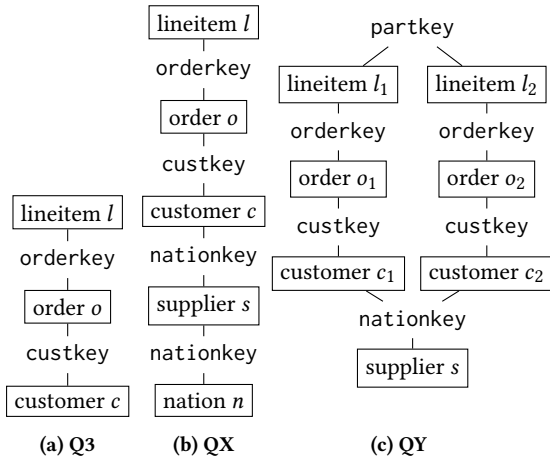 lineitem l
orderkey
order o
custkey
customer c
(a) Q3
lineitem l
orderkey
order o
custkey
customer c
nationkey
supplier s
nationkey
nation n
(b) QX
partkey
lineitem l₁ lineitem l₂
orderkey orderkey
order o₁ order o₂
custkey custkey
customer c₁ customer c₂
nationkey
supplier s
(c) QY